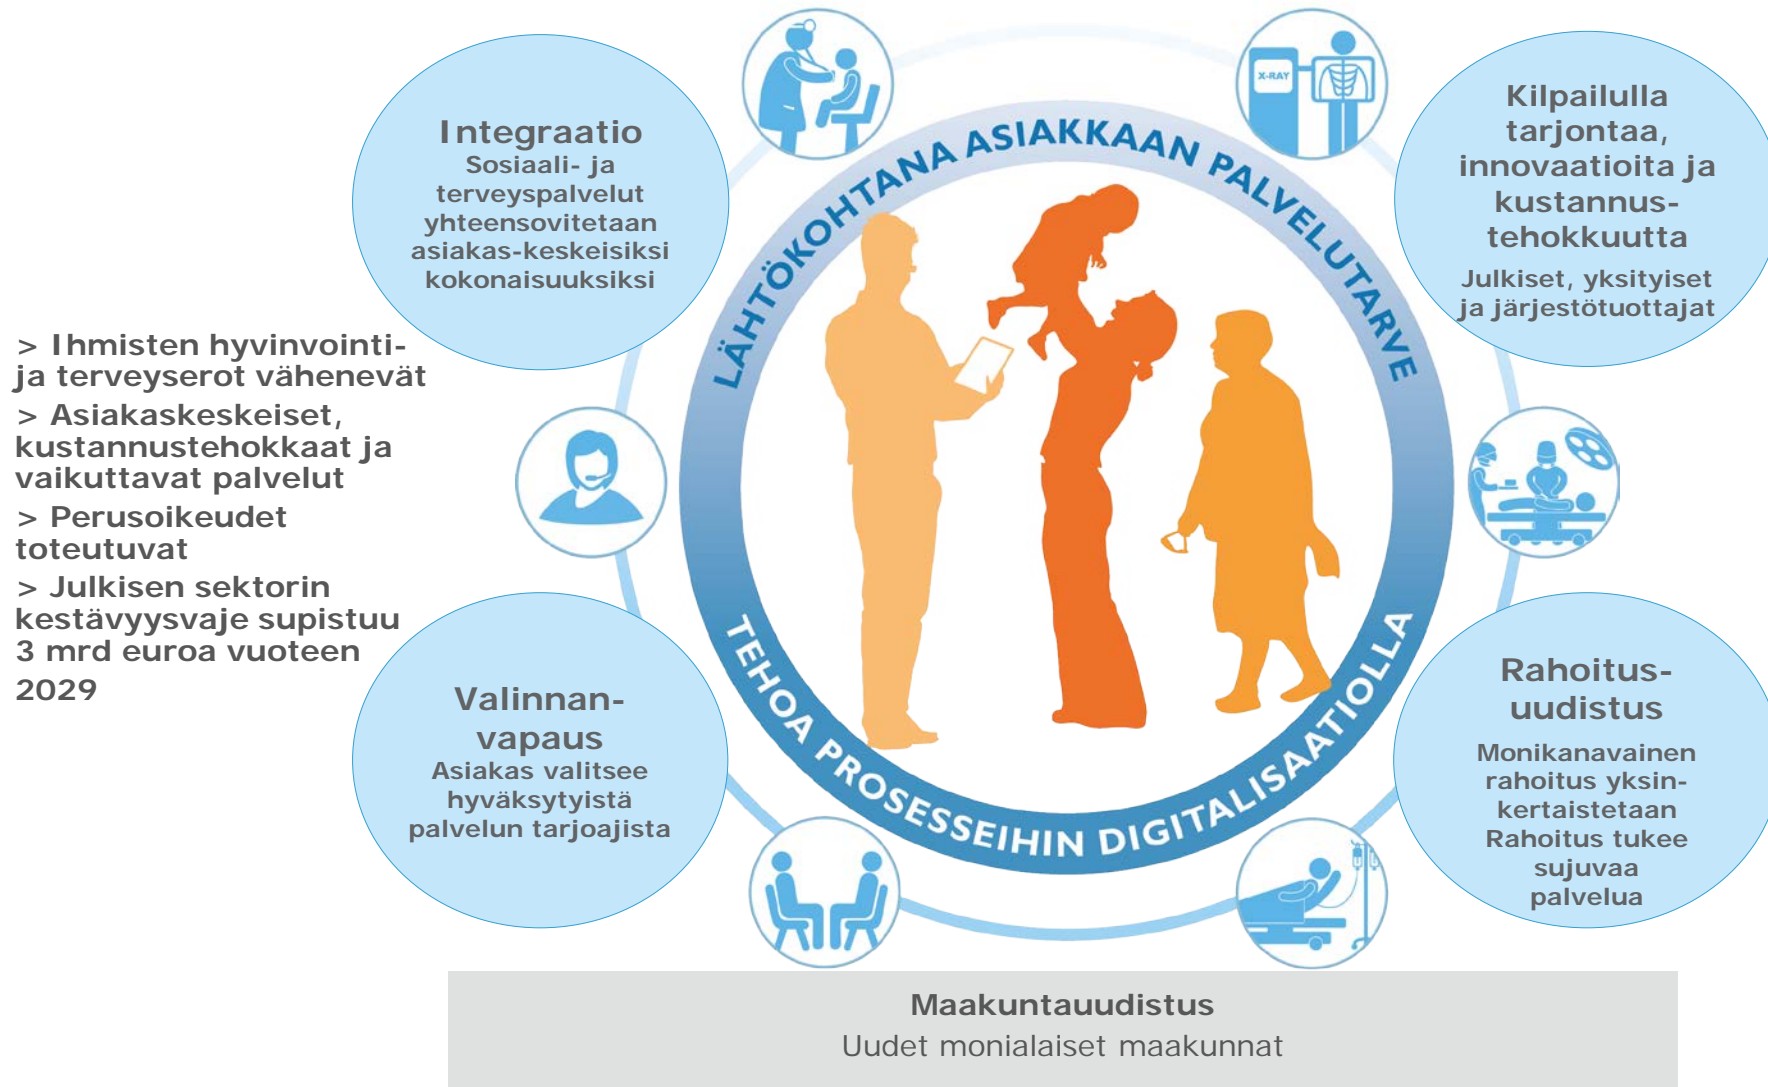 Integraatio
Sosiaali- ja
terveyspalvelut
yhteensovitetaan
asiakas-keskeisiksi
kokonaisuuksiksi
X-RAY
Kilpailulla
tarjontaa,
innovaatioita ja
kustannus-
tehokkuutta
Julkiset, yksityiset
ja järjestötuottajat
LÄHTÖKOHTANA ASIAKKAAN PALVELUTARVE
> Ihmisten hyvinvointi-
ja terveyserot vähenevät
> Asiakaskeskeiset,
kustannustehokkaat ja
vaikuttavat palvelut
> Perusoikeudet
toteutuvat
> Julkisen sektorin
kestävyysvaje supistuu
3 mrd euroa vuoteen
2029
TEHOA PROSESSEIHIN DIGITALISAATIOLLA
Valinnan-
vapaus
Asiakas valitsee
hyväksytyistä
palvelun tarjoajista
Rahoitus-
uudistus
Monikanavainen
rahoitus yksin-
kertaistetaan
Rahoitus tukee
sujuvaa
palvelua
Maakuntauudistus
Uudet monialaiset maakunnat